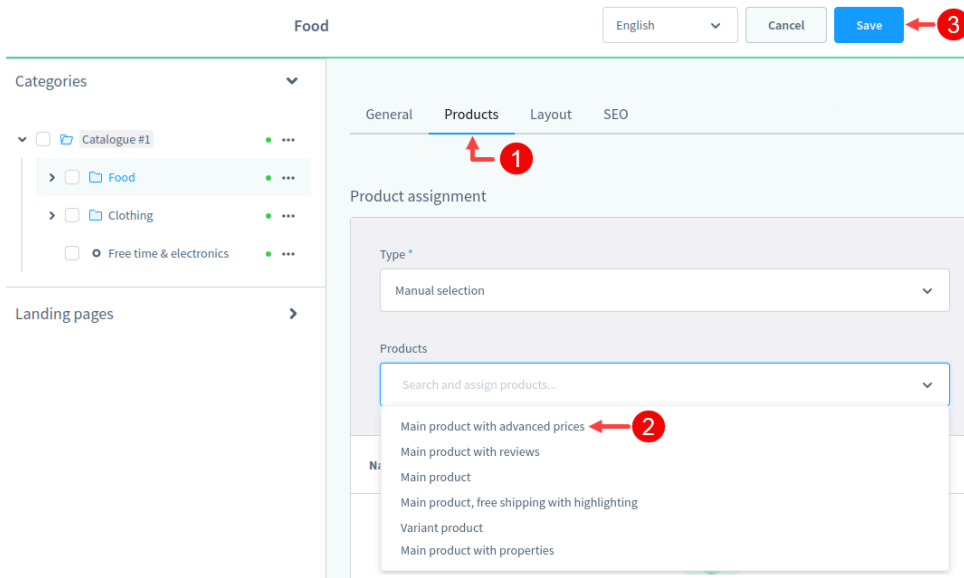 Food
English
Cancel
Save
3
Categories
General
Products
Layout
SEO
Catalogue #1
1
Food
Product assignment
Clothing
Type *
Free time & electronics
Manual selection
Landing pages
Products
Search and assign products...
Main product with advanced prices
2
Main product with reviews
Main product
Main product, free shipping with highlighting
Variant product
Main product with properties